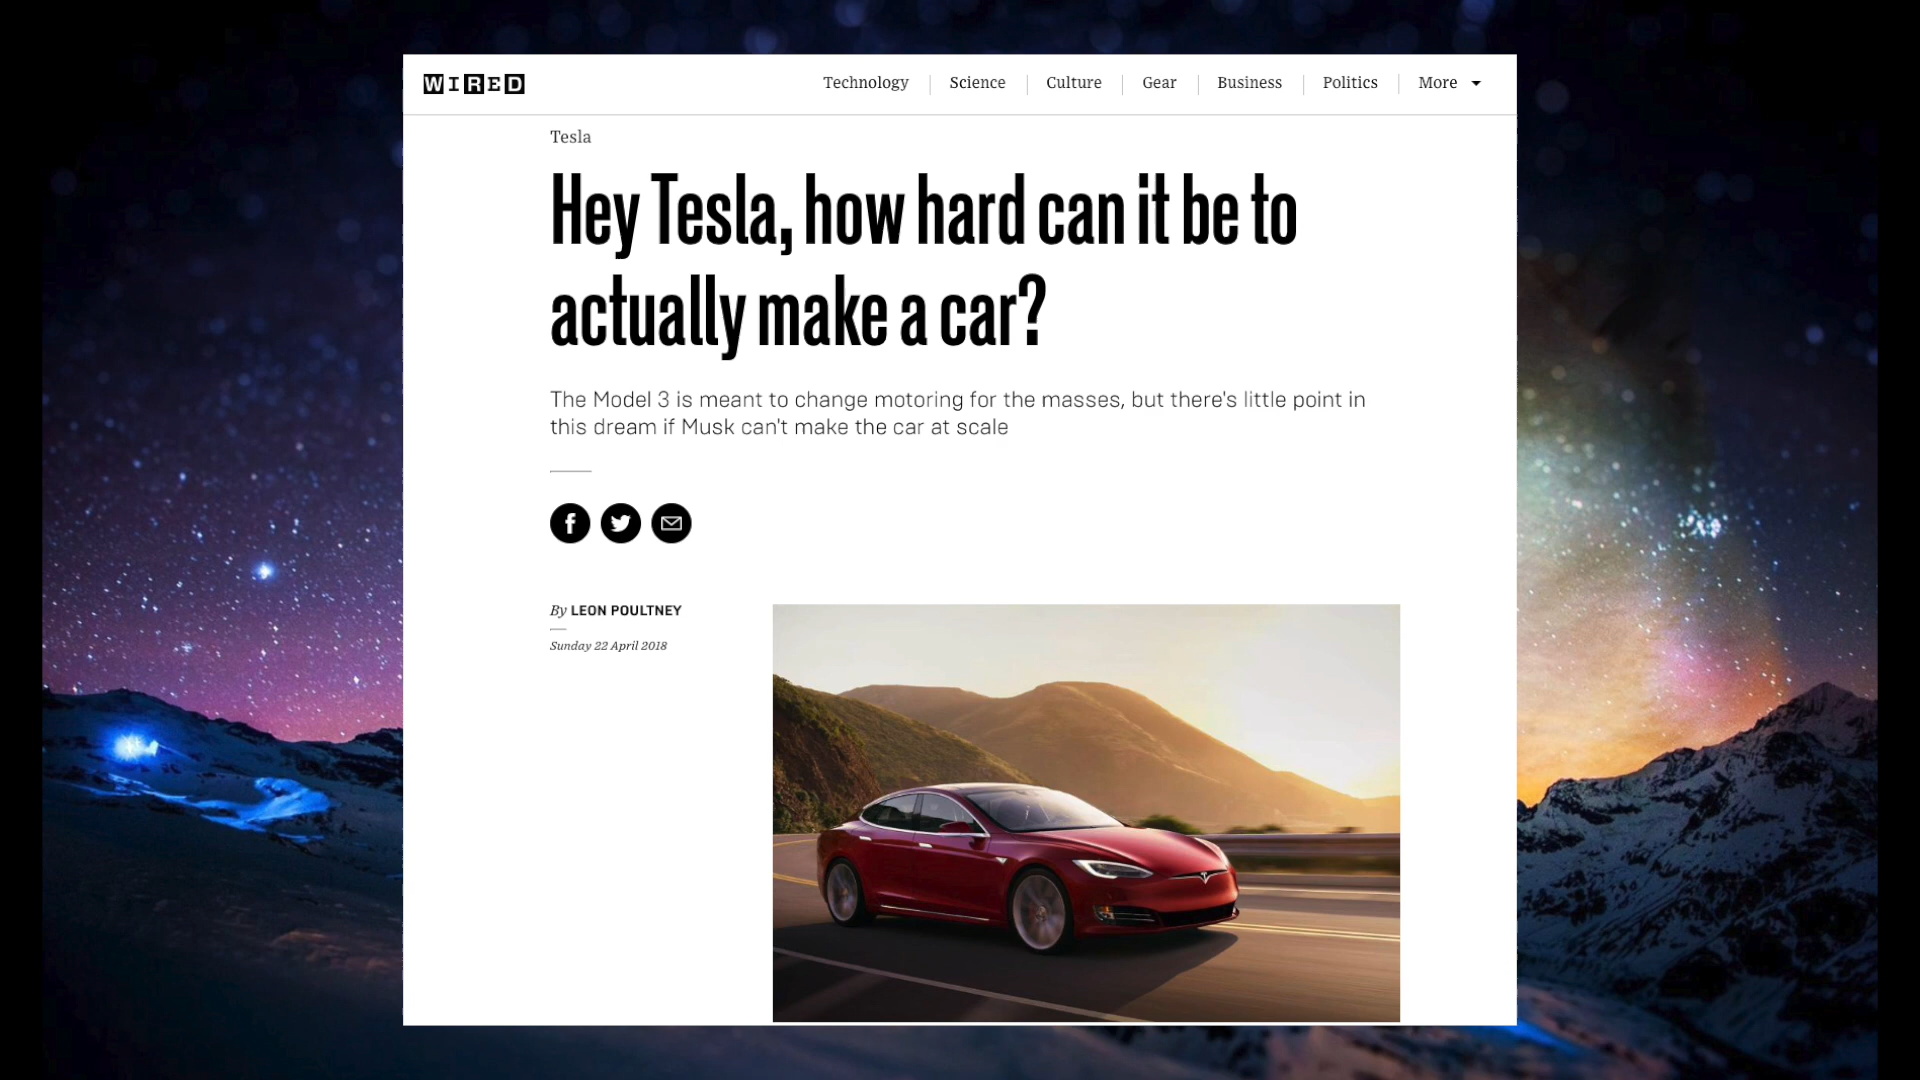 WIRED
Technology
Science
Culture
Gear
Business
Politics
More
Tesla
Hey Tesla, how hard can it be to
actually make a car?
The Model 3 is meant to change motoring for the masses, but there's little point in
this dream if Musk can't make the car at scale
By LEON POULTNEY
Sunday 22 April 2018